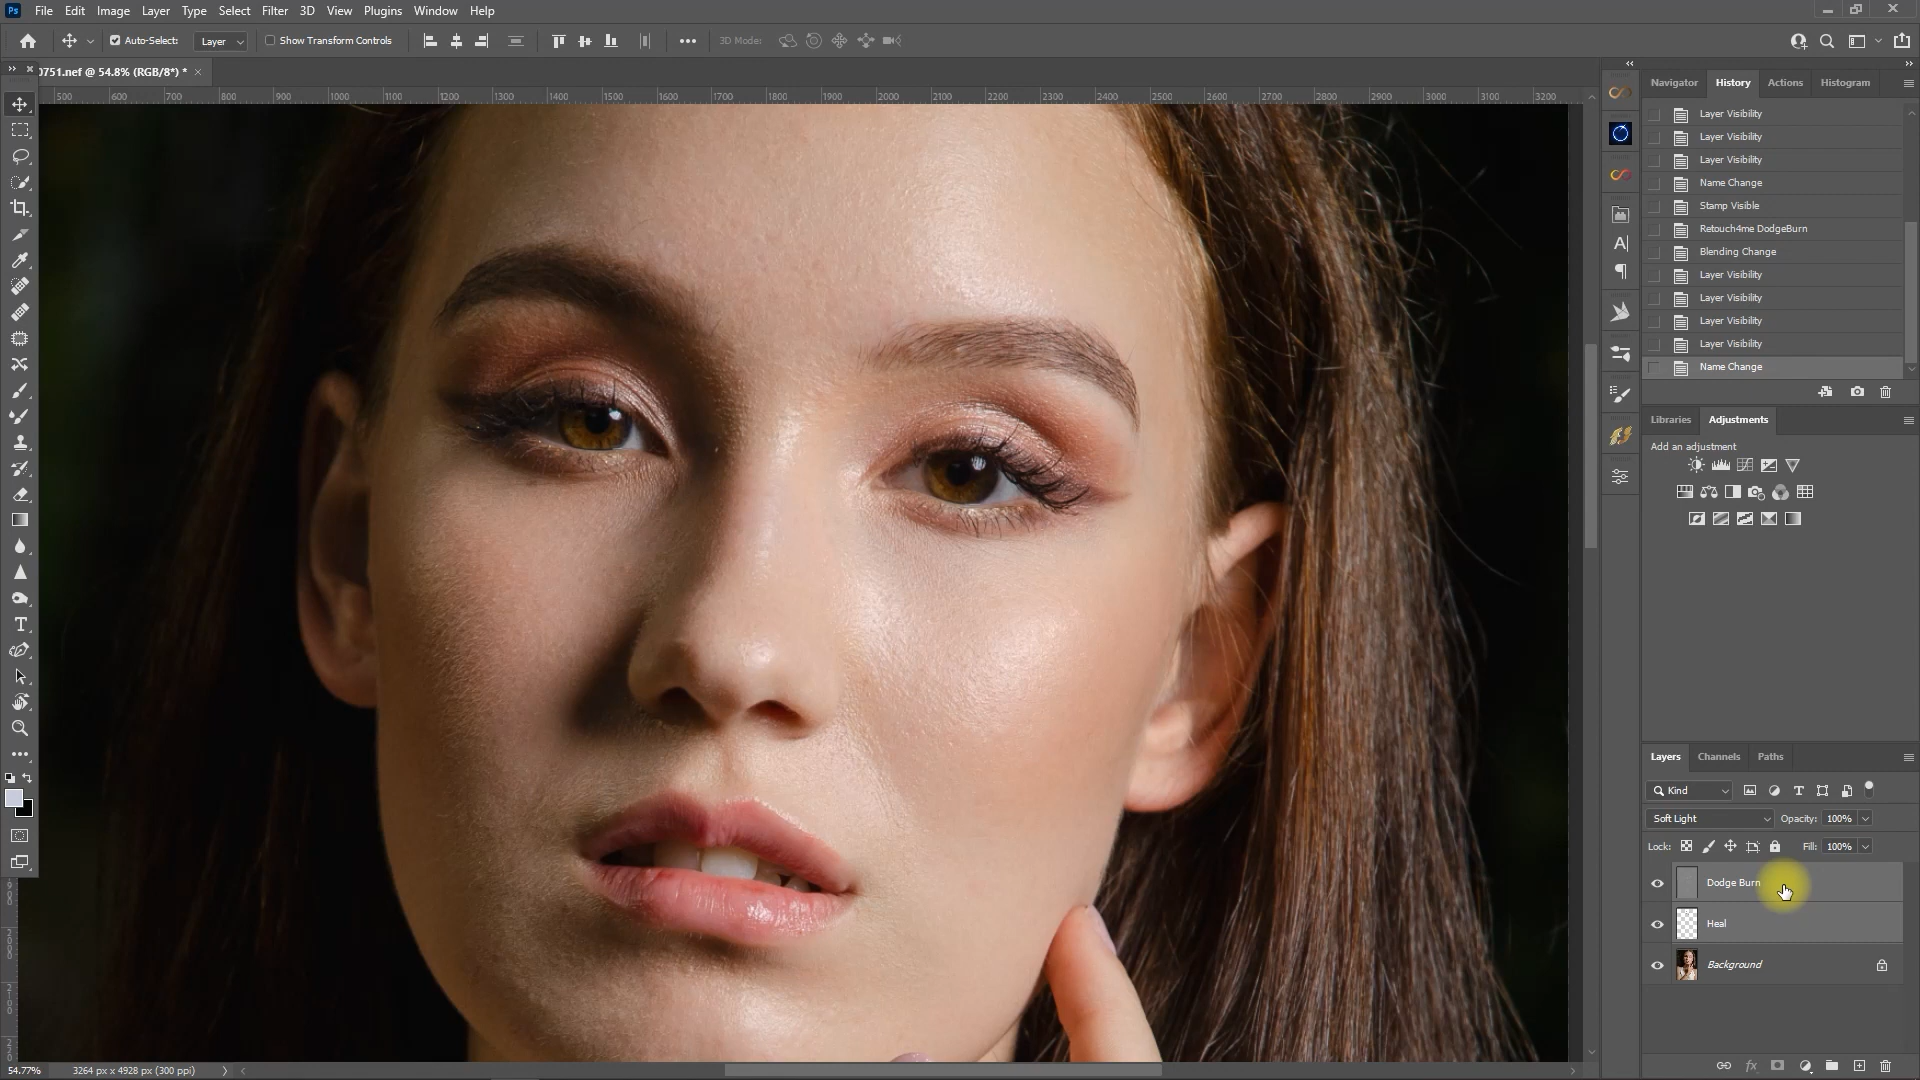 Ps File Edit Image Layer Type Select Filter 3D View Plugins Window Help
Auto-Select: Layer Show Transform Controls 3D Mode:
0751.nef @ 54.8% (RGB/8*) *
500 600 700 800 900 1000 1100 1200 1300 1400 1500 1600 1700 1800 1900 2000 2100 2200 2300 2400 2500 2600 2700 2800 2900 3000 3100 3200
Navigator History Actions Histogram
Layer Visibility
Layer Visibility
Layer Visibility
Name Change
Stamp Visible
Retouch4me DodgeBurn
Blending Change
Layer Visibility
Layer Visibility
Layer Visibility
Layer Visibility
Name Change
Libraries Adjustments
Add an adjustment
Layers Channels Paths
Kind
Soft Light Opacity: 100%
Lock: Fill: 100%
Dodge Burn
Heal
Background
54.77% 3264 px x 4928 px (300 ppi)